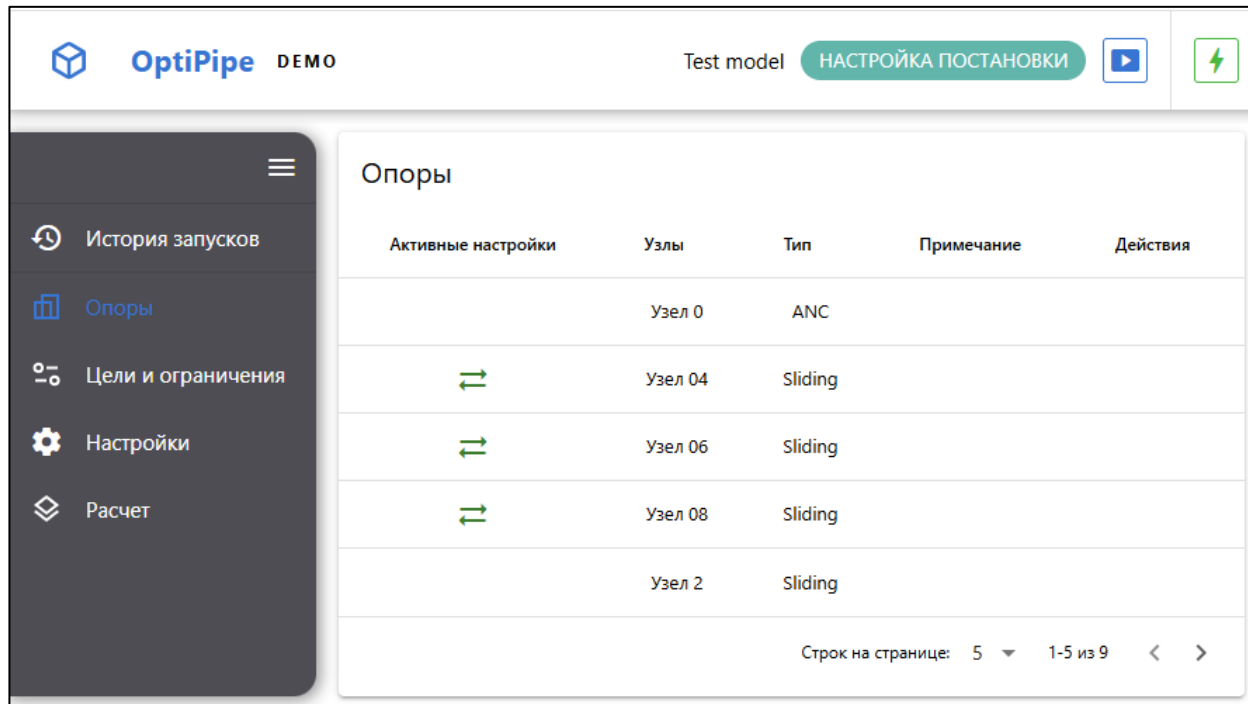 OptiPipe DEMO
Test model НАСТРОЙКА ПОСТАНОВКИ
История запусков
Опоры
Цели и ограничения
Настройки
Расчет
Опоры
Активные настройки Узлы Тип Примечание Действия
Узел 0 ANC
Узел 04 Sliding
Узел 06 Sliding
Узел 08 Sliding
Узел 2 Sliding
Строк на странице: 5 1-5 из 9